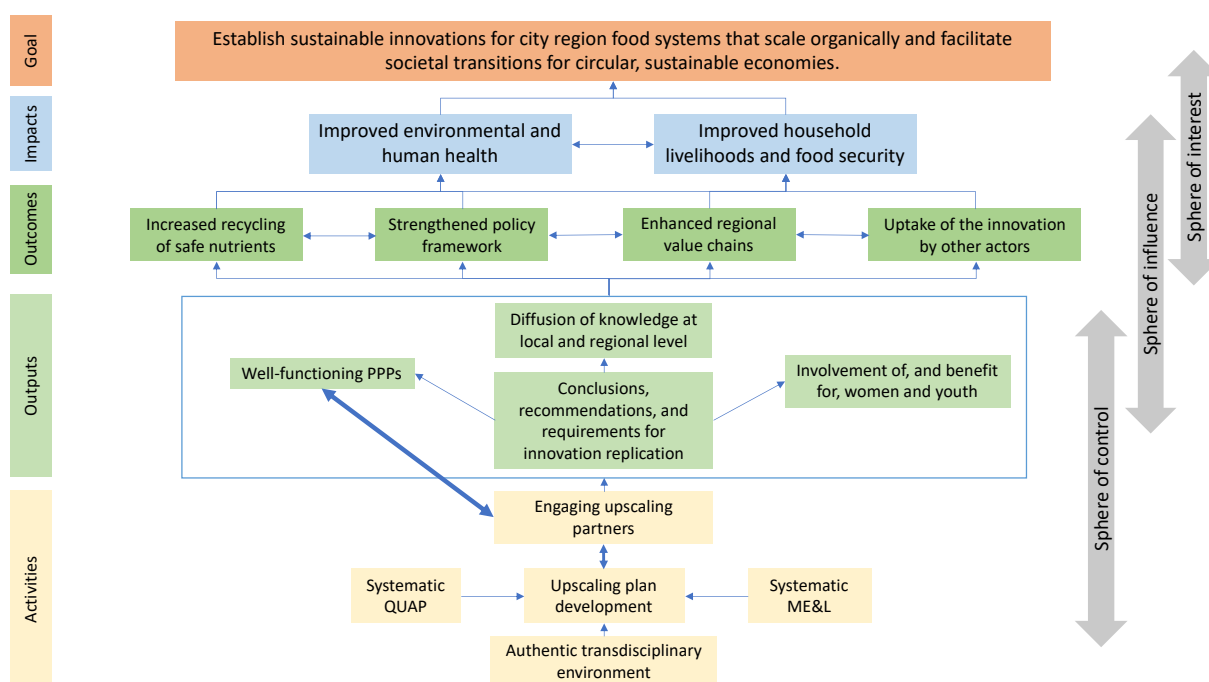 Goal
Establish sustainable innovations for city region food systems that scale organically and facilitate
societal transitions for circular, sustainable economies.
Impacts
Improved environmental and
human health
Improved household
livelihoods and food security
Outcomes
Increased recycling
of safe nutrients
Strengthened policy
framework
Enhanced regional
value chains
Uptake of the innovation
by other actors
Outputs
Diffusion of knowledge at
local and regional level
Well-functioning PPPs
Conclusions,
recommendations, and
requirements for
innovation replication
Involvement of, and benefit
for, women and youth
Activities
Engaging upscaling
partners
Systematic
QUAP
Upscaling plan
development
Systematic
ME&L
Authentic transdisciplinary
environment
Sphere of control
Sphere of influence
Sphere of interest